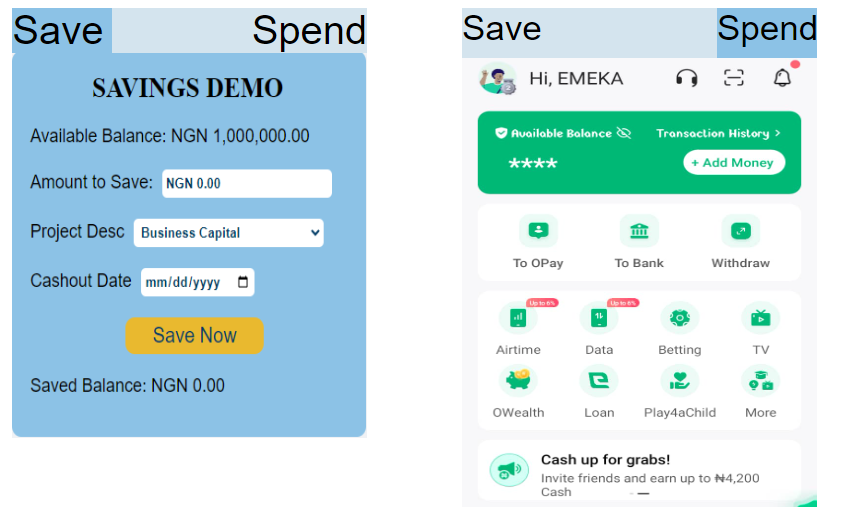 Save Spend
SAVINGS DEMO
Available Balance: NGN 1,000,000.00
Amount to Save: NGN 0.00
Project Desc Business Capital
Cashout Date mm/dd/yyyy
Save Now
Saved Balance: NGN 0.00
Save Spend
Hi, EMEKA
Available Balance Transaction History >
**** + Add Money
To OPay To Bank Withdraw
Up to 6% Up to 6%
Airtime Data Betting TV
OWealth Loan Play4aChild More
Cash up for grabs!
Invite friends and earn up to ₦4,200
Cash